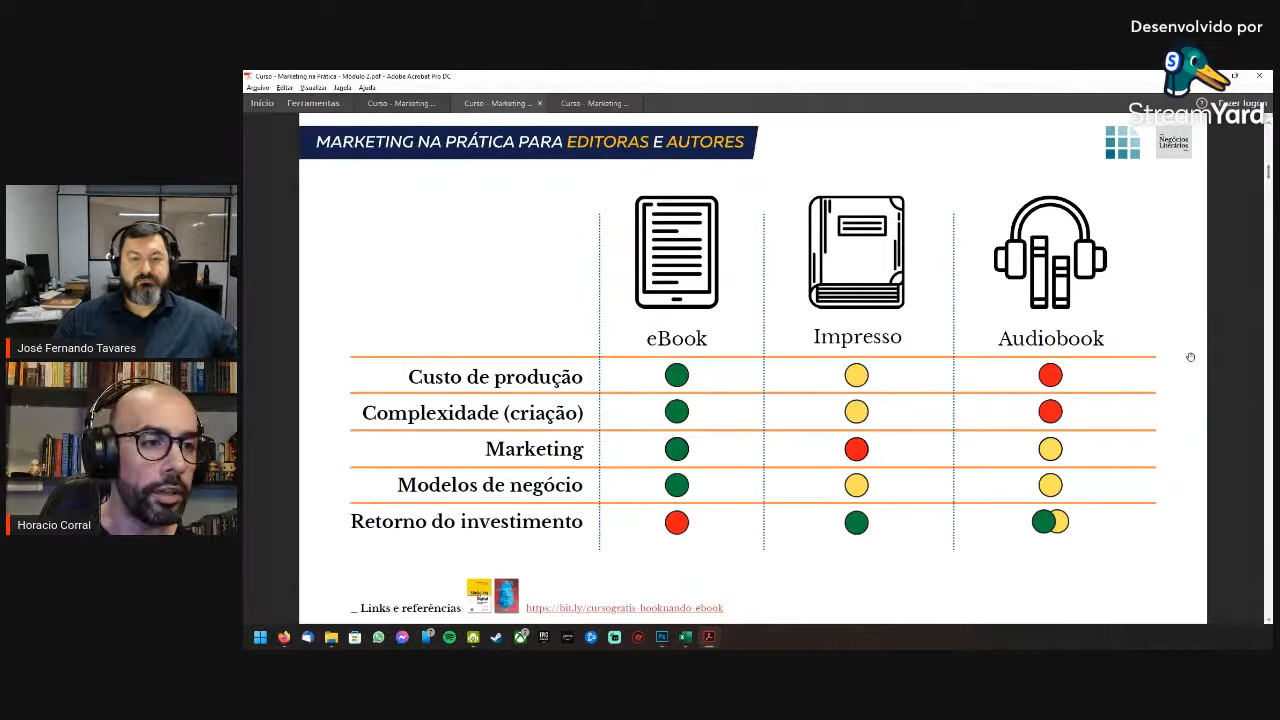 Desenvolvido por
StreamYard
Curso - Marketing na Prática - Módulo 2.pdf - Adobe Acrobat Pro DC
Arquivo Editar Visualizar Janela Ajuda
Início Ferramentas Curso - Marketing ... Curso - Marketing ... × Curso - Marketing ... Fazer logon
MARKETING NA PRÁTICA PARA EDITORAS E AUTORES
Negócios
Literários
eBook Impresso Audiobook
Custo de produção
Complexidade (criação)
Marketing
Modelos de negócio
Retorno do investimento
_ Links e referências https://bit.ly/cursogratis-booknando-ebook
José Fernando Tavares
Horacio Corral